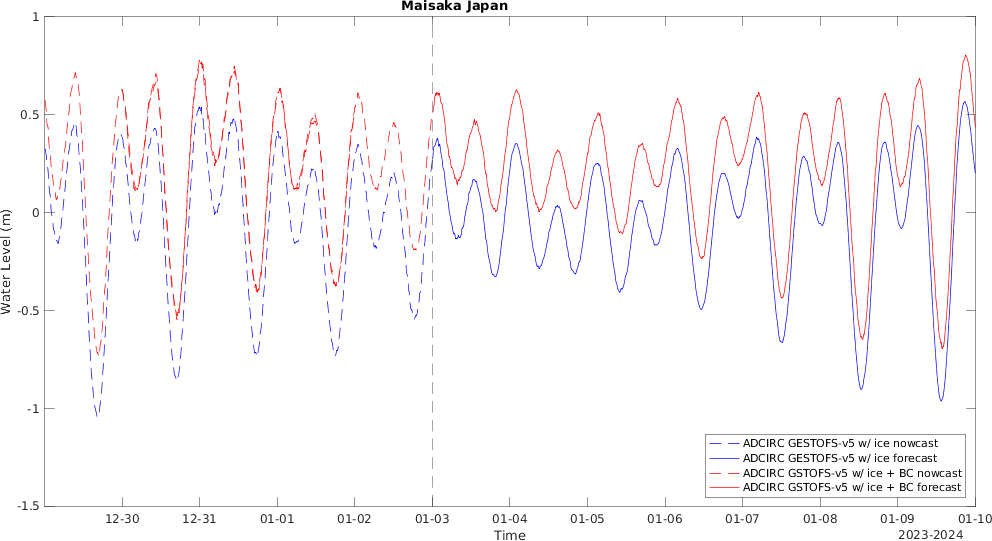 Maisaka Japan
1
0.5
0
-0.5
-1
-1.5
Water Level (m)
12-30
12-31
01-01
01-02
01-03
01-04
01-05
01-06
01-07
01-08
01-09
01-10
Time
2023-2024
ADCIRC GESTOFS-v5 w/ ice nowcast
ADCIRC GESTOFS-v5 w/ ice forecast
ADCIRC GSTOFS-v5 w/ ice + BC nowcast
ADCIRC GSTOFS-v5 w/ ice + BC forecast